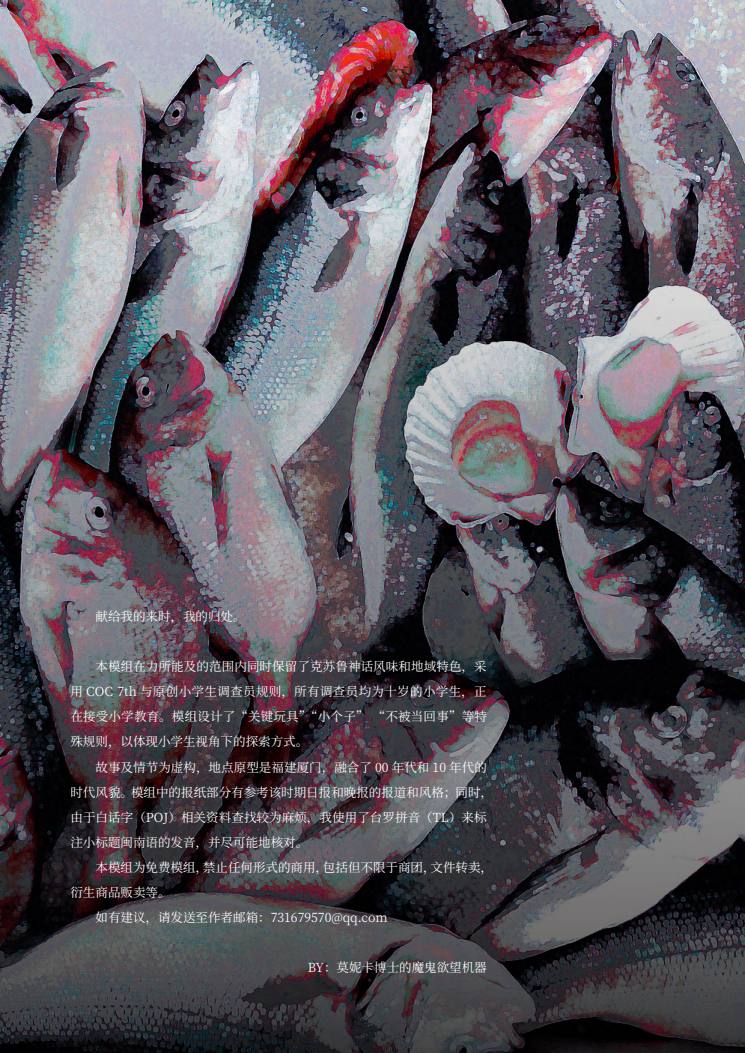 献给我的来时，我的归处。
本模组在力所能及的范围内同时保留了克苏鲁神话风味和地域特色，采
用 COC 7th 与原创小学生调查员规则，所有调查员均为十岁的小学生，正
在接受小学教育。模组设计了“关键玩具”“小个子” “不被当回事”等特
殊规则，以体现小学生视角下的探索方式。
故事及情节为虚构，地点原型是福建厦门，融合了 00 年代和 10 年代的
时代风貌。模组中的报纸部分有参考该时期日报和晚报的报道和风格；同时，
由于白话字（POJ）相关资料查找较为麻烦，我使用了台罗拼音（TL）来标
注小标题闽南语的发音，并尽可能地核对。
本模组为免费模组，禁止任何形式的商用，包括但不限于商团，文件转卖，
衍生商品贩卖等。
如有建议，请发送至作者邮箱：731679570@qq.com
BY：莫妮卡博士的魔鬼欲望机器